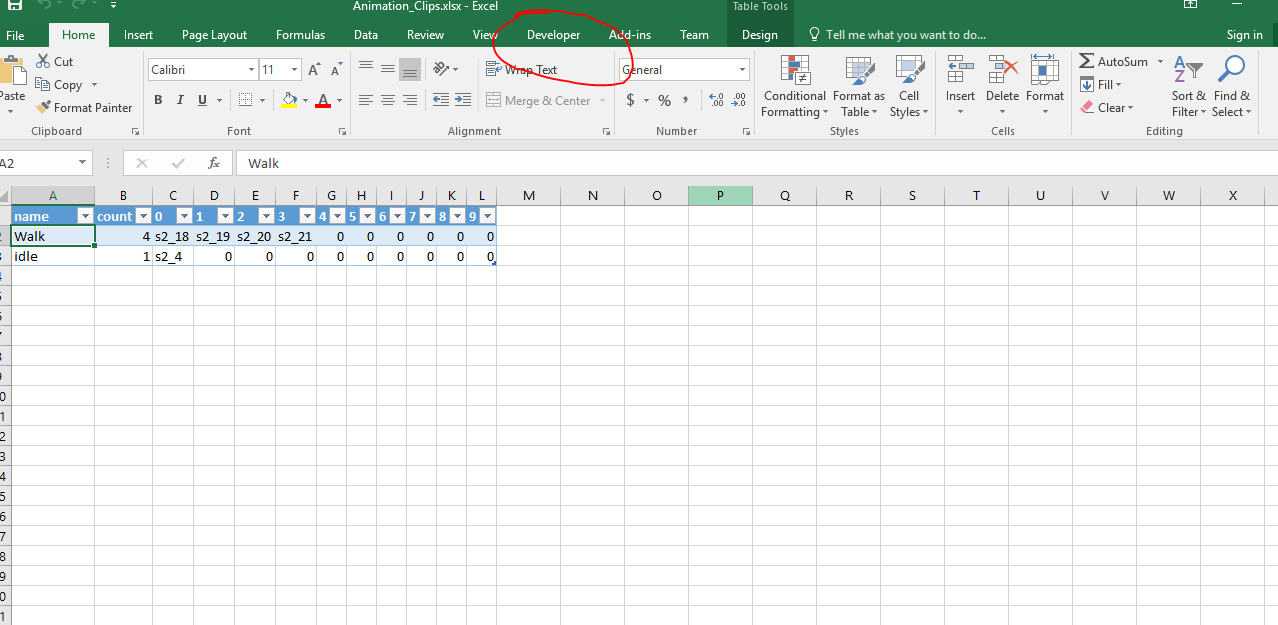 Animation_Clips.xlsx - Excel
Table Tools
File Home Insert Page Layout Formulas Data Review View Developer Add-ins Team Design Tell me what you want to do... Sign in
Paste
Cut
Copy
Format Painter
Clipboard
Calibri 11
B I U
Font
Wrap Text
Merge & Center
Alignment
General
$ % ,
Number
Conditional Formatting
Format as Table
Cell Styles
Styles
Insert
Delete
Format
Cells
AutoSum
Fill
Clear
Sort & Filter
Find & Select
Editing
A2 fx Walk
A B C D E F G H I J K L M N O P Q R S T U V W X
name count 0 1 2 3 4 5 6 7 8 9
Walk 4 s2_18 s2_19 s2_20 s2_21 0 0 0 0 0 0
idle 1 s2_4 0 0 0 0 0 0 0 0 0